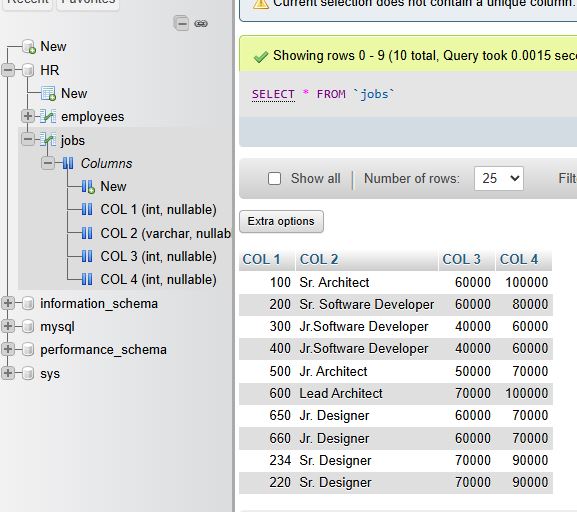 Recent Favorites
New
HR
New
employees
jobs
Columns
New
COL 1 (int, nullable)
COL 2 (varchar, nullab
COL 3 (int, nullable)
COL 4 (int, nullable)
information_schema
mysql
performance_schema
sys
Current selection does not contain a unique column.
Showing rows 0 - 9 (10 total, Query took 0.0015 seco
SELECT * FROM `jobs`
Show all Number of rows: 25 Filt
Extra options
COL 1 COL 2 COL 3 COL 4
100 Sr. Architect 60000 100000
200 Sr. Software Developer 60000 80000
300 Jr.Software Developer 40000 60000
400 Jr.Software Developer 40000 60000
500 Jr. Architect 50000 70000
600 Lead Architect 70000 100000
650 Jr. Designer 60000 70000
660 Jr. Designer 60000 70000
234 Sr. Designer 70000 90000
220 Sr. Designer 70000 90000